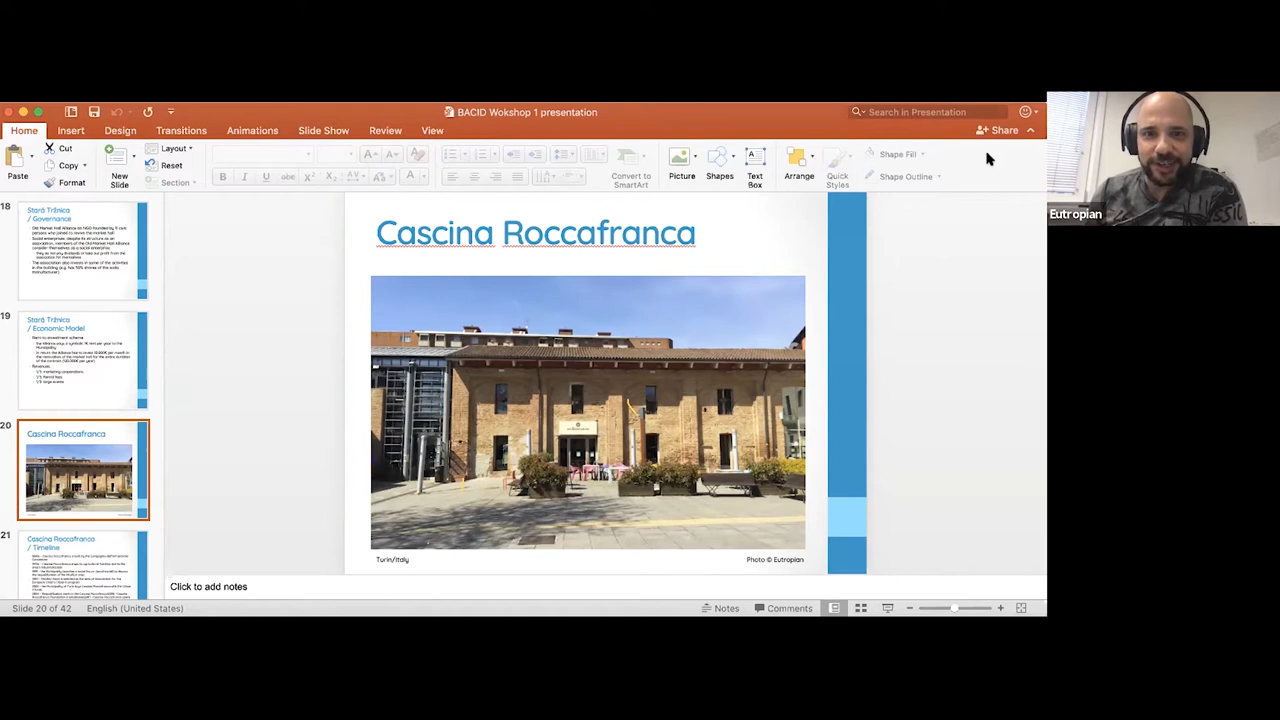 BACID Wokshop 1 presentation
Search in Presentation
Home Insert Design Transitions Animations Slide Show Review View
Share
Paste
Cut
Copy
Format
New Slide
Layout
Reset
Section
B I U abc
Convert to SmartArt
Picture
Shapes
Text Box
Arrange
Quick Styles
Shape Fill
Shape Outline
Eutropian
18
Stará Tržnica
/ Governance
19
Stará Tržnica
/ Economic Model
20
Cascina Roccafranca
21
Cascina Roccafranca
/ Timeline
Cascina Roccafranca
Turin/Italy
Photo © Eutropian
Click to add notes
Slide 20 of 42 English (United States)
Notes Comments